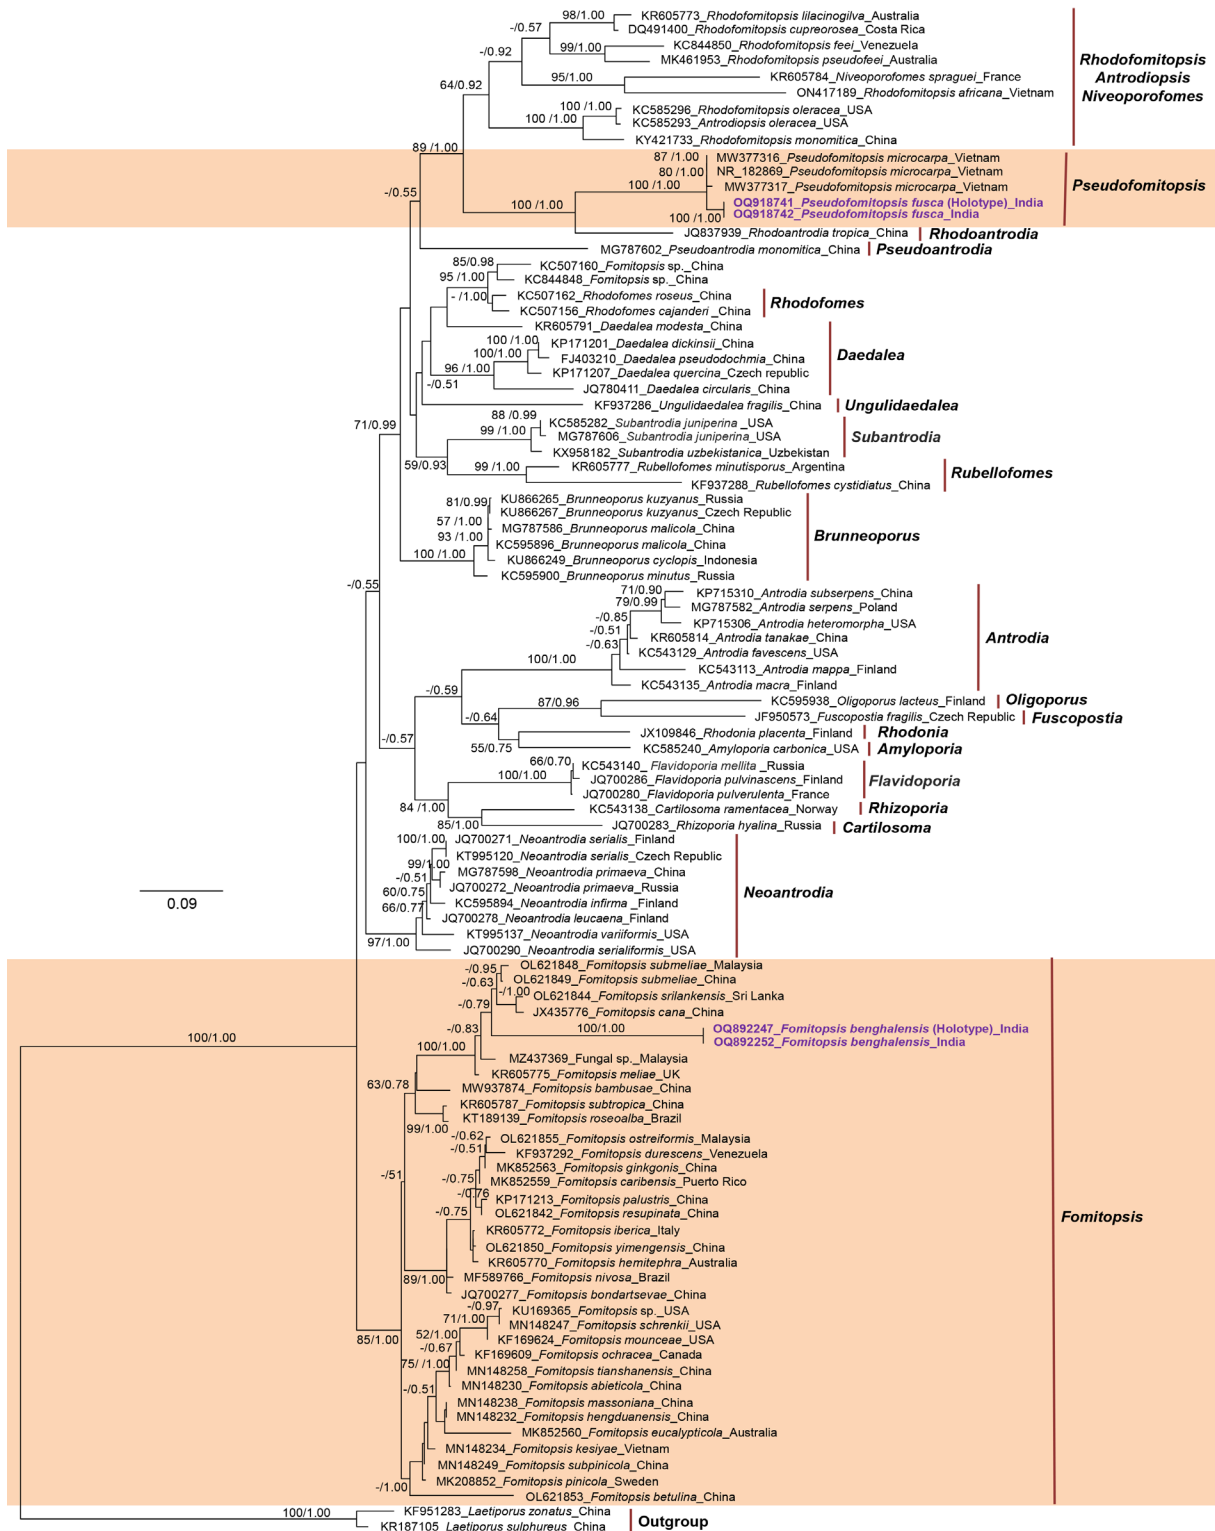 98/1.00
KR605773_Rhodofomitopsis lilacinogilva_Australia
-/0.57
DQ491400_Rhodofomitopsis cupreorosea_Costa Rica
-/0.92
99/1.00
KC844850_Rhodofomitopsis feei_Venezuela
MK461953_Rhodofomitopsis pseudofeei_Australia
Rhodofomitopsis
Antrodiopsis
Niveoporofomes
95/1.00
KR605784_Niveoporofomes spraguei_France
64/0.92
ON417189_Rhodofomitopsis africana_Vietnam
100 /1.00
KC585296_Rhodofomitopsis oleracea_USA
100 /1.00
KC585293_Antrodiopsis oleracea_USA
KY421733_Rhodofomitopsis monomitica_China
89 /1.00
87 /1.00
MW377316_Pseudofomitopsis microcarpa_Vietnam
80 /1.00
NR_182869_Pseudofomitopsis microcarpa_Vietnam
100 /1.00
MW377317_Pseudofomitopsis microcarpa_Vietnam
Pseudofomitopsis
-/0.55
100 /1.00
OQ918741_Pseudofomitopsis fusca (Holotype)_India
100 /1.00
OQ918742_Pseudofomitopsis fusca_India
JQ837939_Rhodoantrodia tropica_China
Rhodoantrodia
MG787602_Pseudoantrodia monomitica_China
Pseudoantrodia
85/0.98
KC507160_Fomitopsis sp._China
95 /1.00
KC844848_Fomitopsis sp._China
- /1.00
KC507162_Rhodofomes roseus_China
KC507156_Rhodofomes cajanderi _China
Rhodofomes
KR605791_Daedalea modesta_China
100 /1.00
KP171201_Daedalea dickinsii_China
100/1.00
FJ403210_Daedalea pseudodochmia_China
Daedalea
96 /1.00
KP171207_Daedalea quercina_Czech republic
-/0.51
JQ780411_Daedalea circularis_China
KF937286_Ungulidaedalea fragilis_China
Ungulidaedalea
88 /0.99
KC585282_Subantrodia juniperina _USA
71/0.99
99 /1.00
MG787606_Subantrodia juniperina_USA
Subantrodia
KX958182_Subantrodia uzbekistanica_Uzbekistan
59/0.93
99 /1.00
KR605777_Rubellofomes minutisporus_Argentina
KF937288_Rubellofomes cystidiatus_China
Rubellofomes
81/0.99
KU866265_Brunneoporus kuzyanus_Russia
KU866267_Brunneoporus kuzyanus_Czech Republic
57 /1.00
MG787586_Brunneoporus malicola_China
Brunneoporus
93 /1.00
KC595896_Brunneoporus malicola_China
100 /1.00
KU866249_Brunneoporus cyclopis_Indonesia
KC595900_Brunneoporus minutus_Russia
-/0.55
71/0.90
KP715310_Antrodia subserpens_China
79/0.99
MG787582_Antrodia serpens_Poland
-/0.85
KP715306_Antrodia heteromorpha_USA
-/0.51
KR605814_Antrodia tanakae_China
Antrodia
-/0.63
KC543129_Antrodia favescens_USA
100/1.00
KC543113_Antrodia mappa_Finland
KC543135_Antrodia macra_Finland
-/0.59
87/0.96
KC595938_Oligoporus lacteus_Finland
Oligoporus
-/0.64
JF950573_Fuscopostia fragilis_Czech Republic
Fuscopostia
-/0.57
JX109846_Rhodonia placenta_Finland
Rhodonia
55/0.75
KC585240_Amyloporia carbonica_USA
Amyloporia
66/0.70
KC543140_Flavidoporia mellita_Russia
100/1.00
JQ700286_Flavidoporia pulvinascens_Finland
Flavidoporia
JQ700280_Flavidoporia pulverulenta_France
84 /1.00
KC543138_Cartilosoma ramentacea_Norway
Rhizoporia
85/1.00
JQ700283_Rhizoporia hyalina_Russia
Cartilosoma
100/1.00
JQ700271_Neoantrodia serialis_Finland
KT995120_Neoantrodia serialis_Czech Republic
99/1.00
MG787598_Neoantrodia primaeva_China
-/0.51
JQ700272_Neoantrodia primaeva_Russia
Neoantrodia
60/0.75
KC595894_Neoantrodia infirma _Finland
0.09
66/0.77
JQ700278_Neoantrodia leucaena_Finland
KT995137_Neoantrodia variiformis_USA
97/1.00
JQ700290_Neoantrodia serialiformis_USA
-/0.95
OL621848_Fomitopsis submeliae_Malaysia
-/0.63
OL621849_Fomitopsis submeliae_China
-/1.00
OL621844_Fomitopsis srilankensis_Sri Lanka
-/0.79
JX435776_Fomitopsis cana_China
-/0.83
100/1.00
OQ892247_Fomitopsis benghalensis (Holotype)_India
100/1.00
OQ892252_Fomitopsis benghalensis_India
100/1.00
MZ437369_Fungal sp._Malaysia
KR605775_Fomitopsis meliae_UK
63/0.78
MW937874_Fomitopsis bambusae_China
KR605787_Fomitopsis subtropica_China
KT189139_Fomitopsis roseoalba_Brazil
99/1.00
-/0.62
OL621855_Fomitopsis ostreiformis_Malaysia
-/0.51
KF937292_Fomitopsis durescens_Venezuela
-/51
MK852563_Fomitopsis ginkgonis_China
-/0.75
MK852559_Fomitopsis caribensis_Puerto Rico
-/0.76
KP171213_Fomitopsis palustris_China
-/0.75
OL621842_Fomitopsis resupinata_China
Fomitopsis
KR605772_Fomitopsis iberica_Italy
OL621850_Fomitopsis yimengensis_China
KR605770_Fomitopsis hemitephra_Australia
89/1.00
MF589766_Fomitopsis nivosa_Brazil
JQ700277_Fomitopsis bondartsevae_China
-/0.97
KU169365_Fomitopsis sp._USA
71/1.00
MN148247_Fomitopsis schrenkii_USA
85/1.00
52/1.00
KF169624_Fomitopsis mounceae_USA
-/0.67
KF169609_Fomitopsis ochracea_Canada
75/ /1.00
MN148258_Fomitopsis tianshanensis_China
-/0.51
MN148230_Fomitopsis abieticola_China
MN148238_Fomitopsis massoniana_China
MN148232_Fomitopsis hengduanensis_China
MK852560_Fomitopsis eucalypticola_Australia
MN148234_Fomitopsis kesiyae_Vietnam
MN148249_Fomitopsis subpinicola_China
-/1.00
MK208852_Fomitopsis pinicola_Sweden
OL621853_Fomitopsis betulina_China
100/1.00
KF951283_Laetiporus zonatus_China
KR187105_Laetiporus sulphureus_China
Outgroup